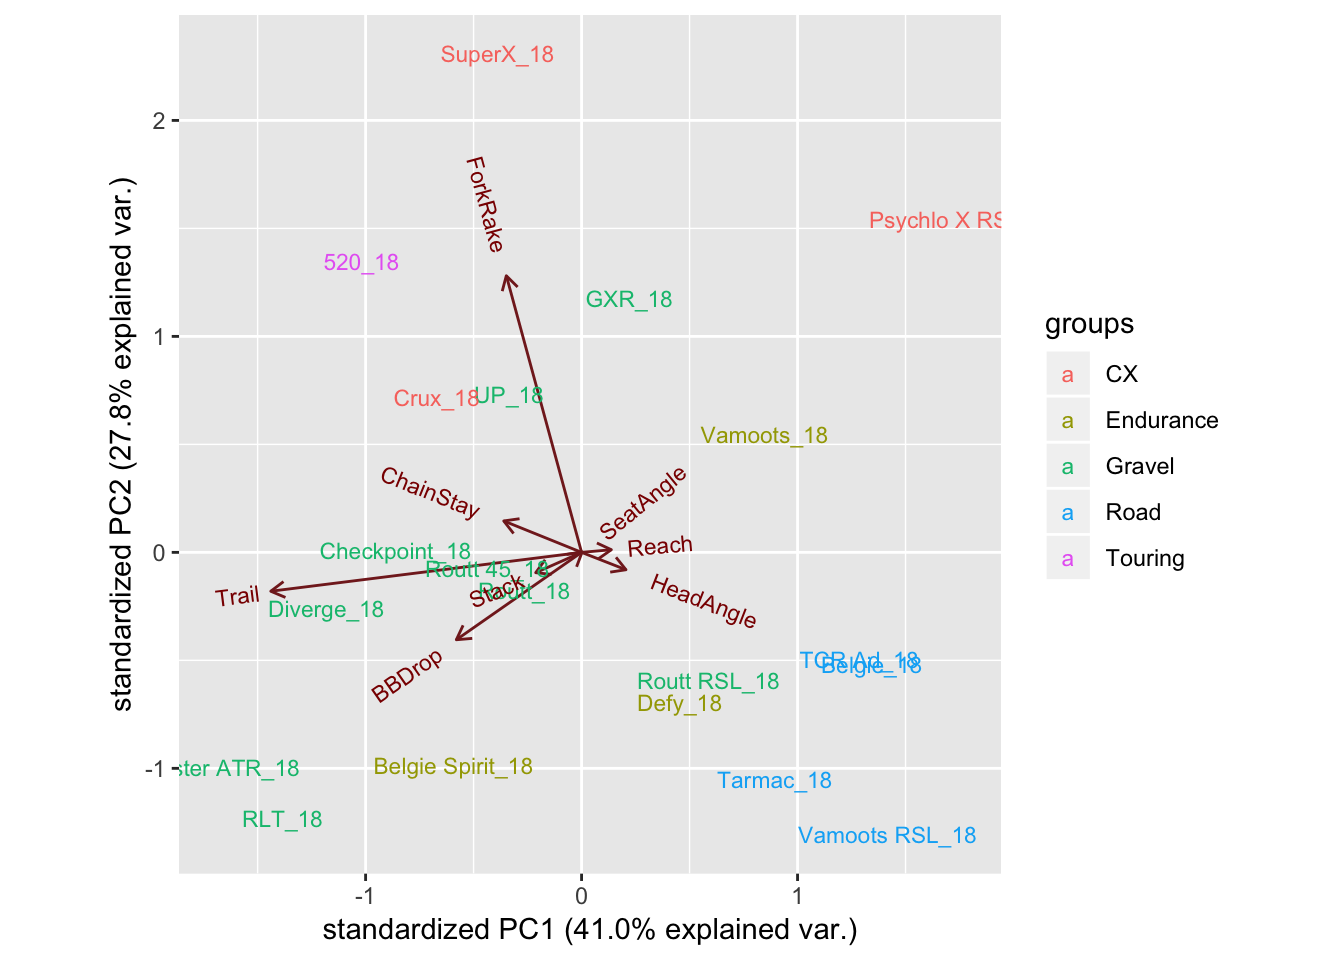 SuperX_18
2
ForkRake
Psychlo X RS
520_18
GXR_18
1
Crux_18
UP_18
Vamoots_18
ChainStay
SeatAngle
0
Checkpoint_18
Reach
Routt 45_18
Stack
Routt_18
Trail
HeadAngle
Diverge_18
BBDrop
TCR Ad_18
Belgie_18
Routt RSL_18
Defy_18
-1
ster ATR_18
Belgie Spirit_18
Tarmac_18
RLT_18
Vamoots RSL_18
-1
0
1
standardized PC1 (41.0% explained var.)
standardized PC2 (27.8% explained var.)
groups
a CX
a Endurance
a Gravel
a Road
a Touring